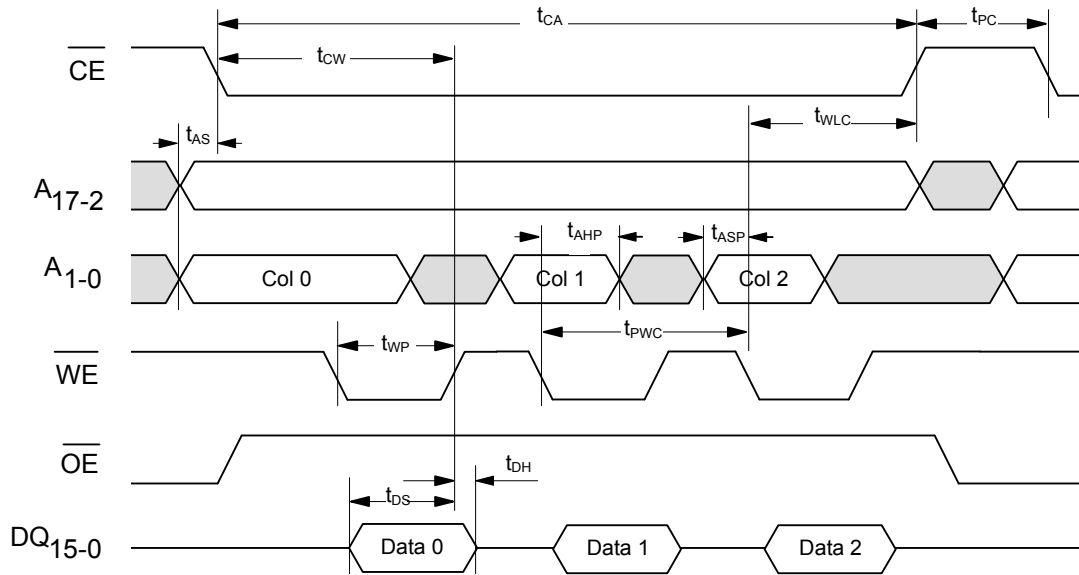 tCA
tPC
CE
tCW
tWLC
tAS
A17-2
tAHP
tASP
A1-0
Col 0
Col 1
Col 2
tWP
tPWC
WE
OE
tDH
tDS
DQ15-0
Data 0
Data 1
Data 2